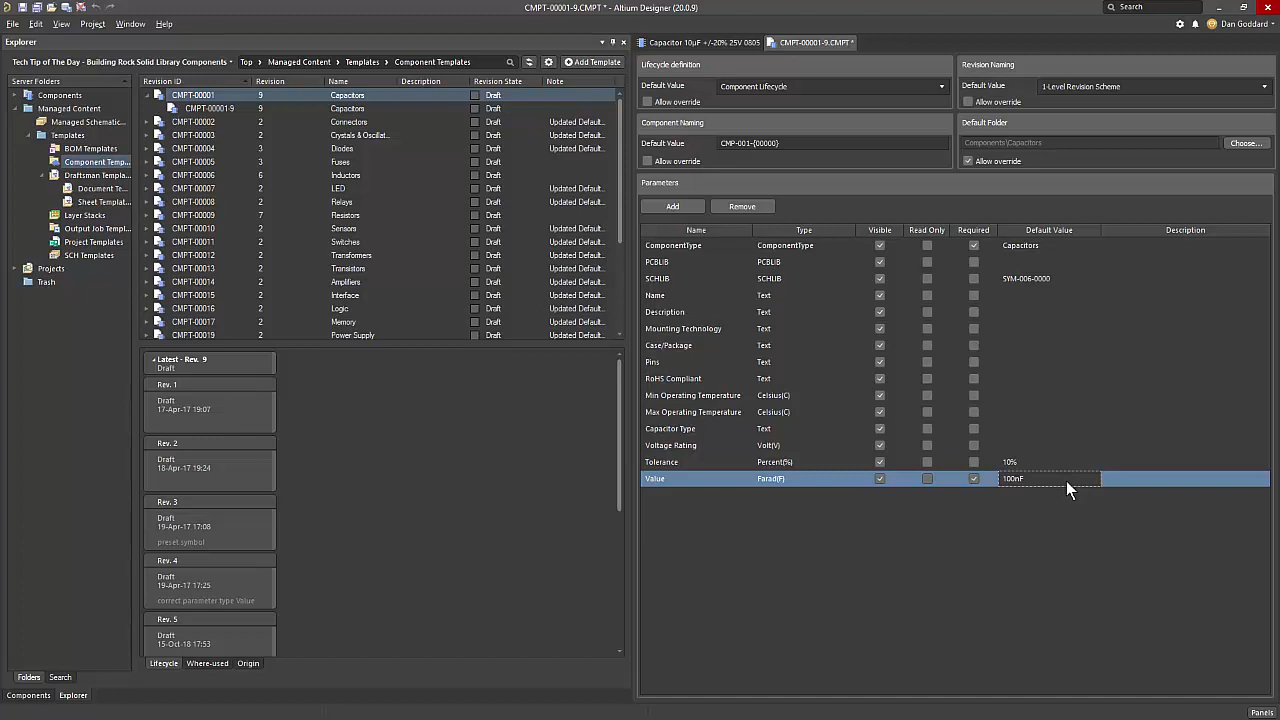 CMPT-00001-9.CMPT * - Altium Designer (20.0.9)
Search
File Edit View Project Window Help
Dan Goddard
Explorer
Capacitor 10µF +/-20% 25V 0805
CMPT-00001-9.CMPT *
Tech Tip of The Day - Building Rock Solid Library Components
Top
Managed Content
Templates
Component Templates
Add Template
Server Folders
Components
Managed Content
Managed Schematic...
Templates
BOM Templates
Component Temp...
Draftsman Templa...
Document Te...
Sheet Templat...
Layer Stacks
Output Job Templ...
Project Templates
SCH Templates
Projects
Trash
Revision ID Revision Name Description Revision State Note
CMPT-00001 9 Capacitors Draft
CMPT-00001-9 Capacitors Draft
CMPT-00002 2 Connectors Draft Updated Default...
CMPT-00003 2 Crystals & Oscillat... Draft Updated Default...
CMPT-00004 3 Diodes Draft Updated Default...
CMPT-00005 3 Fuses Draft
CMPT-00006 6 Inductors Draft
CMPT-00007 2 LED Draft Updated Default...
CMPT-00008 2 Relays Draft Updated Default...
CMPT-00009 7 Resistors Draft
CMPT-00010 2 Sensors Draft Updated Default...
CMPT-00011 2 Switches Draft Updated Default...
CMPT-00012 2 Transformers Draft Updated Default...
CMPT-00013 2 Transistors Draft Updated Default...
CMPT-00014 2 Amplifiers Draft Updated Default...
CMPT-00015 2 Interface Draft Updated Default...
CMPT-00016 2 Logic Draft Updated Default...
CMPT-00017 2 Memory Draft Updated Default...
CMPT-00019 2 Power Supply Draft Updated Default...
Latest - Rev. 9
Draft
Rev. 1
Draft
17-Apr-17 19:07
Rev. 2
Draft
18-Apr-17 19:24
Rev. 3
Draft
19-Apr-17 17:08
preset symbol
Rev. 4
Draft
19-Apr-17 17:25
correct parameter type Value
Rev. 5
Draft
15-Oct-18 17:53
Lifecycle Where-used Origin
Folders Search
Components Explorer
Lifecycle definition
Default Value Component Lifecycle
Allow override
Revision Naming
Default Value 1-Level Revision Scheme
Allow override
Component Naming
Default Value CMP-001-{00000}
Allow override
Default Folder
Components\Capacitors Choose...
Allow override
Parameters
Add Remove
Name Type Visible Read Only Required Default Value Description
ComponentType ComponentType Capacitors
PCBLIB PCBLIB
SCHLIB SCHLIB SYM-006-0000
Name Text
Description Text
Mounting Technology Text
Case/Package Text
Pins Text
RoHS Compliant Text
Min Operating Temperature Celsius(C)
Max Operating Temperature Celsius(C)
Capacitor Type Text
Voltage Rating Volt(V)
Tolerance Percent(%) 10%
Value Farad(F) 100nF
Panels